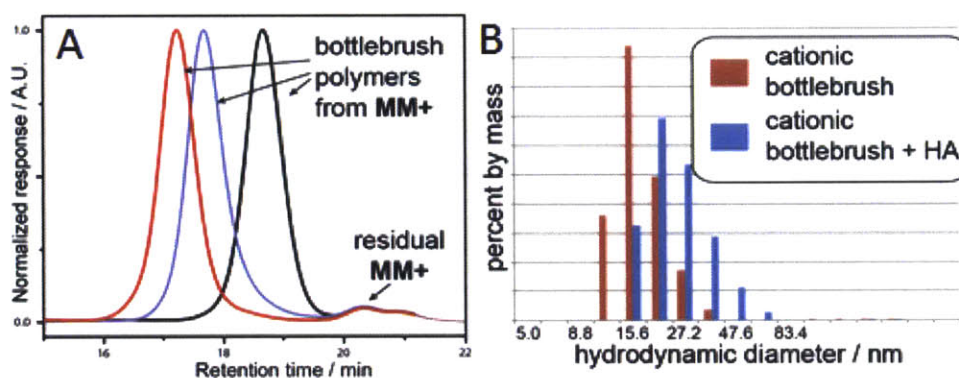 A
1.0
bottlebrush
polymers
from MM+
residual
MM+
0.0
16
18
20
22
Normalized response / A.U.
Retention time / min
B
cationic
bottlebrush
cationic
bottlebrush + HA
percent by mass
5.0 8.8 15.6 27.2 47.6 83.4
hydrodynamic diameter / nm